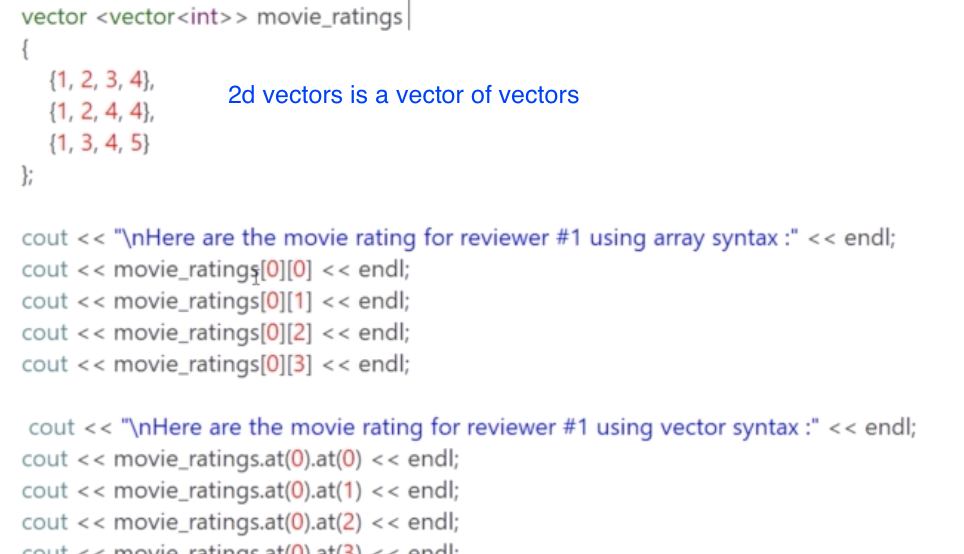 vector <vector<int>> movie_ratings
{
{1, 2, 3, 4},
2d vectors is a vector of vectors
{1, 2, 4, 4},
{1, 3, 4, 5}
};
cout << "\nHere are the movie rating for reviewer #1 using array syntax :" << endl;
cout << movie_ratings[0][0] << endl;
cout << movie_ratings[0][1] << endl;
cout << movie_ratings[0][2] << endl;
cout << movie_ratings[0][3] << endl;
cout << "\nHere are the movie rating for reviewer #1 using vector syntax :" << endl;
cout << movie_ratings.at(0).at(0) << endl;
cout << movie_ratings.at(0).at(1) << endl;
cout << movie_ratings.at(0).at(2) << endl;
cout << movie_ratings.at(0).at(3) << endl;